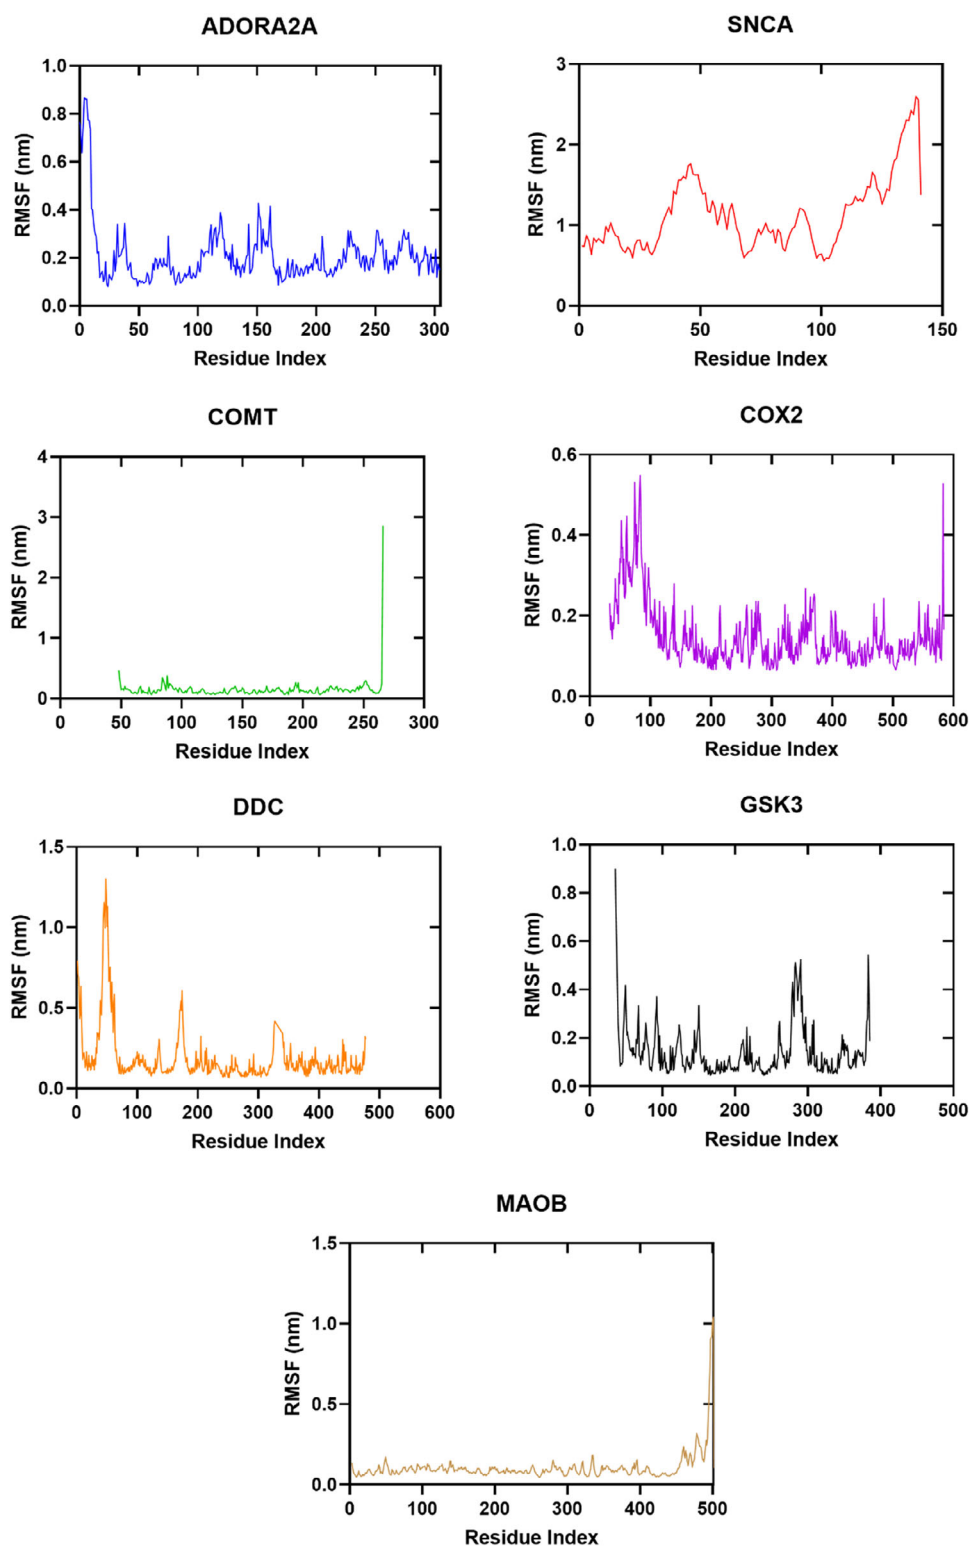 ADORA2A
RMSF (nm)
1.0
0.8
0.6
0.4
0.2
0.0
0 50 100 150 200 250 300
Residue Index
SNCA
RMSF (nm)
3
2
1
0
0 50 100 150
Residue Index
COMT
RMSF (nm)
4
3
2
1
0
0 50 100 150 200 250 300
Residue Index
COX2
RMSF (nm)
0.6
0.4
0.2
0.0
0 100 200 300 400 500 600
Residue Index
DDC
RMSF (nm)
1.5
1.0
0.5
0.0
0 100 200 300 400 500 600
Residue Index
GSK3
RMSF (nm)
1.0
0.8
0.6
0.4
0.2
0.0
0 100 200 300 400 500
Residue Index
MAOB
RMSF (nm)
1.5
1.0
0.5
0.0
0 100 200 300 400 500
Residue Index